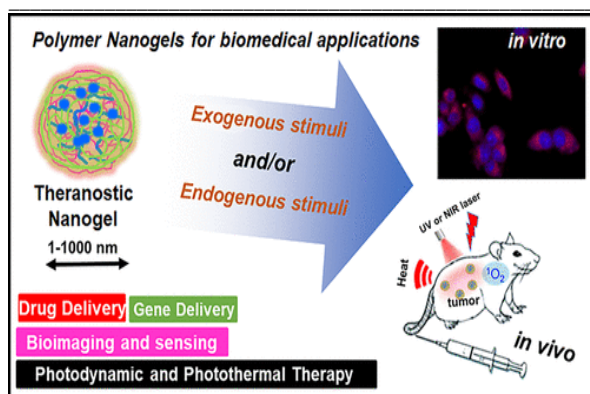 Polymer Nanogels for biomedical applications
in vitro
Theranostic
Nanogel
1-1000 nm
Exogenous stimuli
and/or
Endogenous stimuli
Drug Delivery
Gene Delivery
Bioimaging and sensing
Photodynamic and Photothermal Therapy
UV or NIR laser
Heat
¹O₂
tumor
in vivo